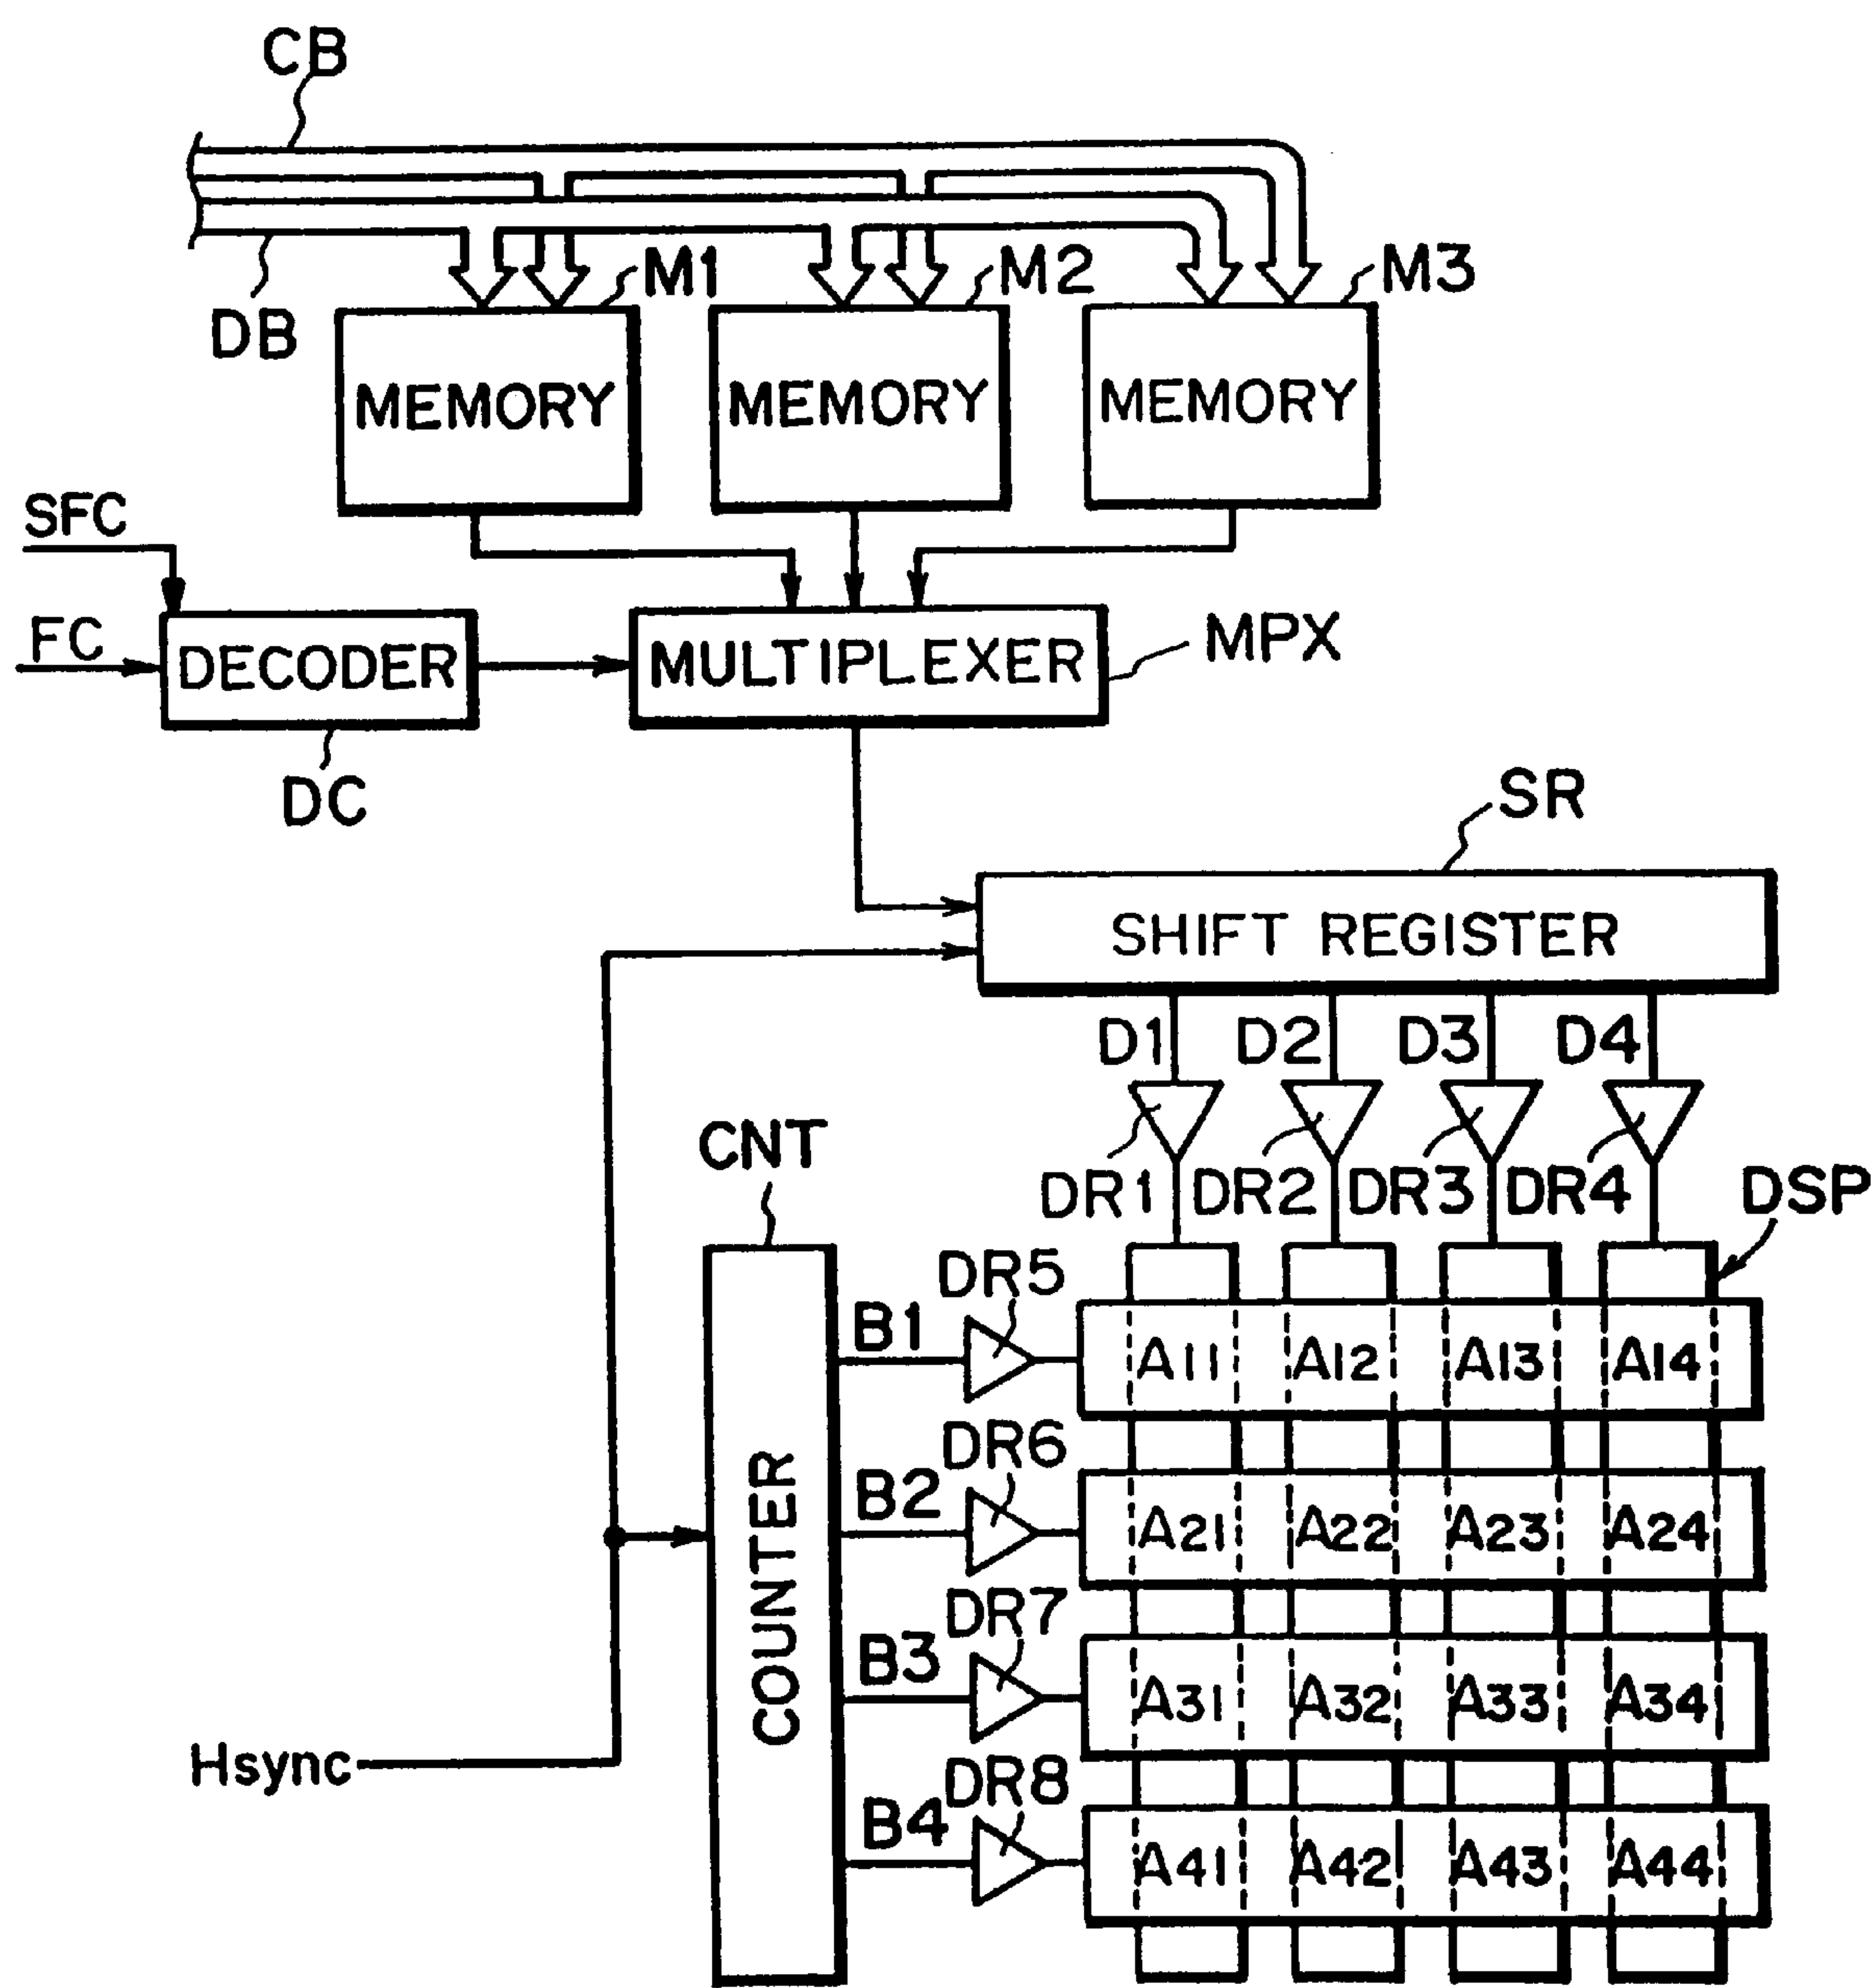 CB
DB
M1
M2
M3
MEMORY
MEMORY
MEMORY
SFC
FC
DECODER
MULTIPLEXER
MPX
DC
SR
SHIFT REGISTER
D1
D2
D3
D4
CNT
DR1
DR2
DR3
DR4
DSP
COUNTER
B1
DR5
A11
A12
A13
A14
B2
DR6
A21
A22
A23
A24
B3
DR7
A31
A32
A33
A34
Hsync
B4
DR8
A41
A42
A43
A44